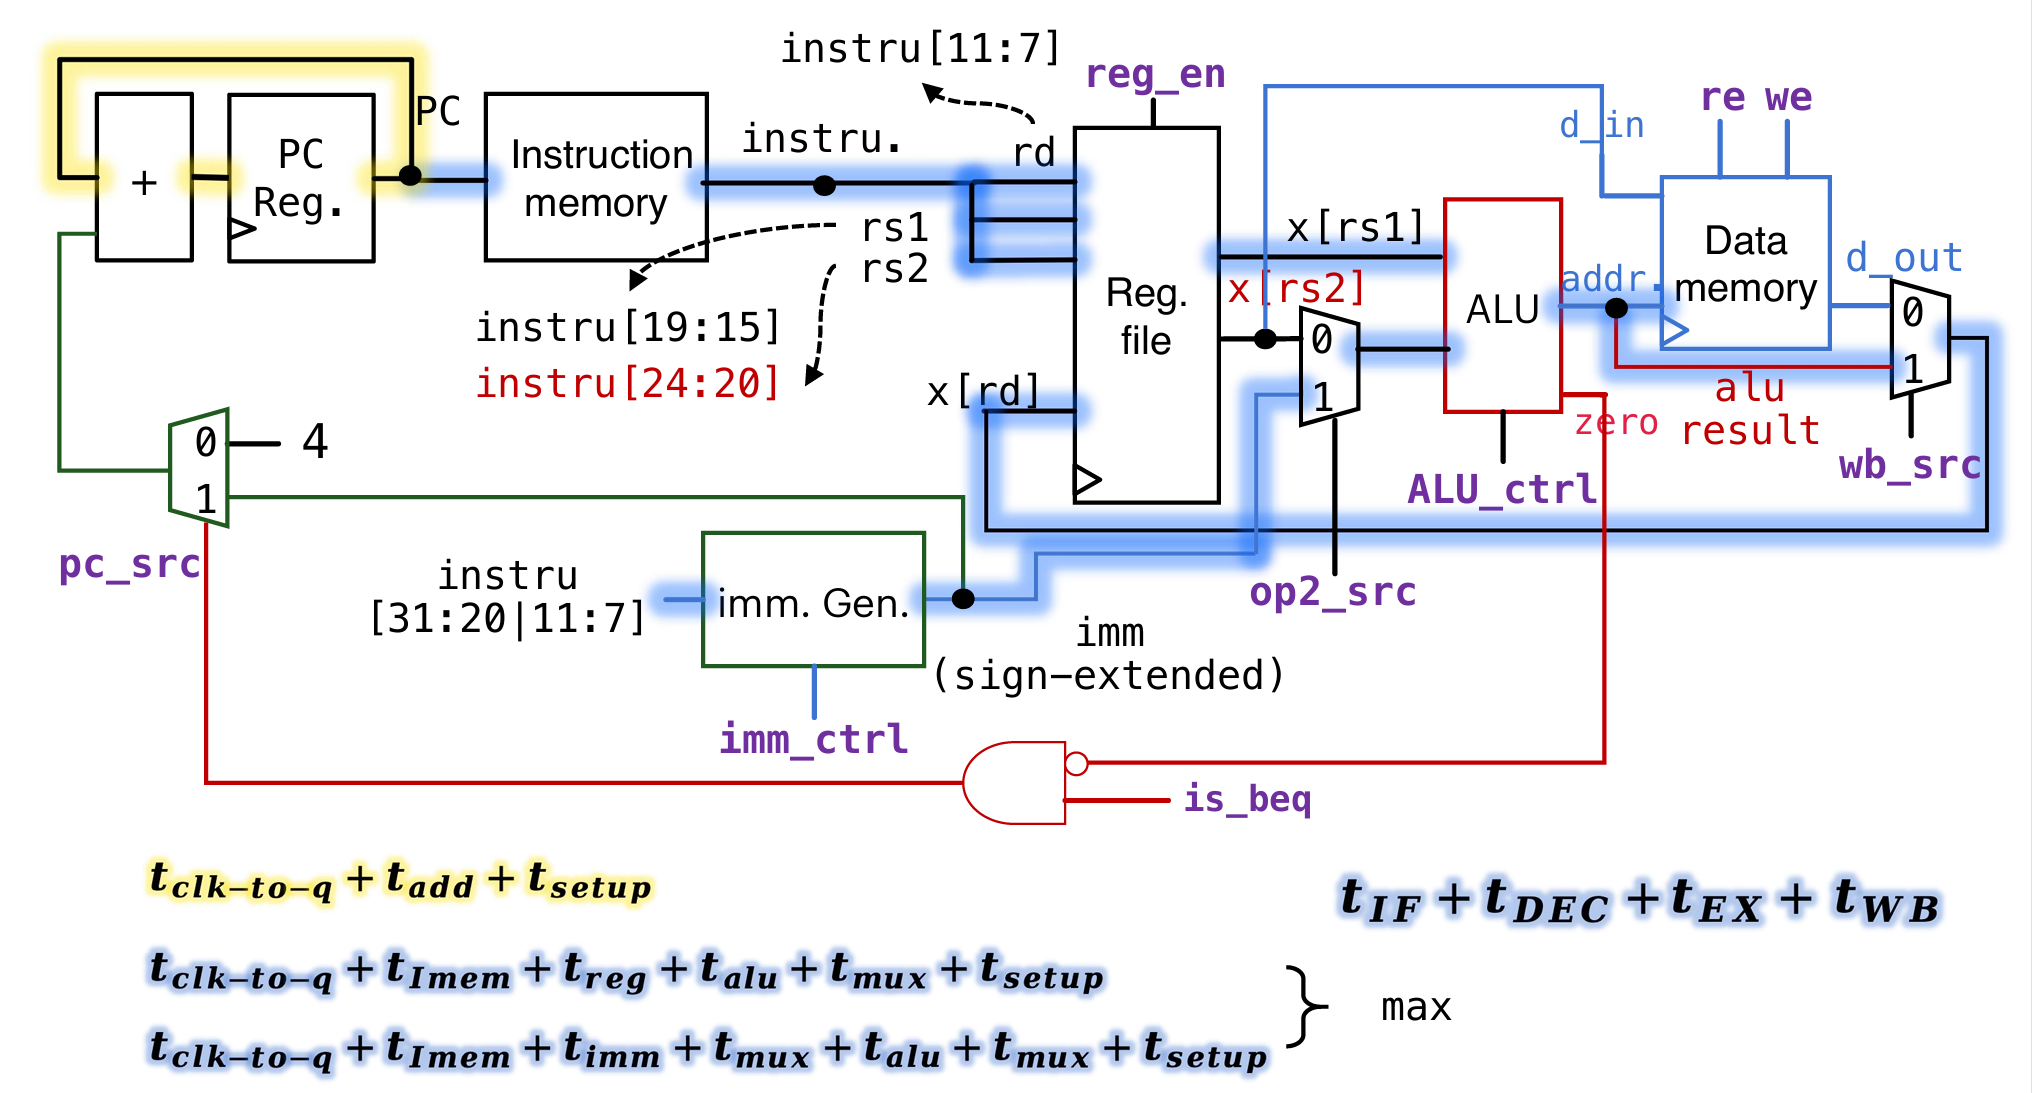 instru[11:7]
reg_en
re we
PC
d_in
instru.
rd
Instruction
memory
PC
Reg.
+
rs1
rs2
x[rs1]
x[rs2]
addr.
Data
memory
d_out
Reg.
file
ALU
0
1
0
1
instru[19:15]
instru[24:20]
x[rd]
alu
result
zero
wb_src
ALU_ctrl
0
1
4
pc_src
instru
[31:20|11:7]
imm. Gen.
op2_src
imm
(sign-extended)
imm_ctrl
is_beq
t_{clk-to-q} + t_{add} + t_{setup}
t_{IF} + t_{DEC} + t_{EX} + t_{WB}
t_{clk-to-q} + t_{Imem} + t_{reg} + t_{alu} + t_{mux} + t_{setup}
max
t_{clk-to-q} + t_{Imem} + t_{imm} + t_{mux} + t_{alu} + t_{mux} + t_{setup}